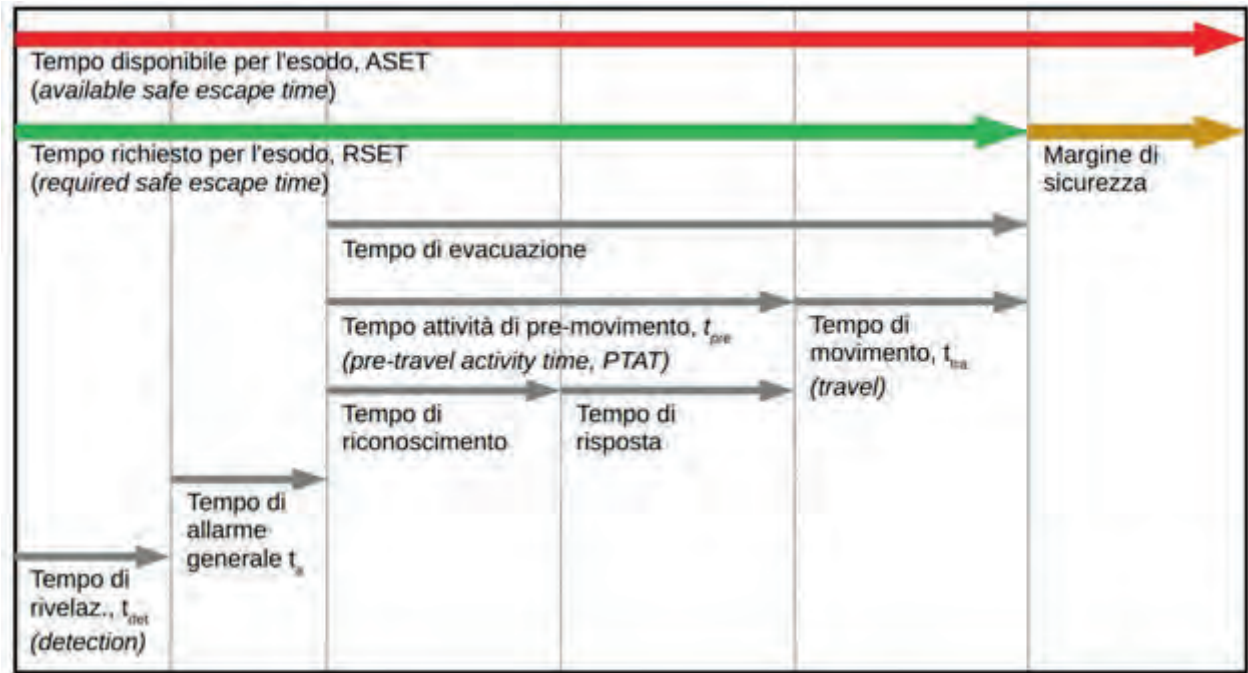 Tempo disponibile per l'esodo, ASET
(available safe escape time)
Tempo richiesto per l'esodo, RSET
(required safe escape time)
Margine di
sicurezza
Tempo di evacuazione
Tempo attività di pre-movimento, tpre
(pre-travel activity time, PTAT)
Tempo di
movimento, ttra
(travel)
Tempo di
riconoscimento
Tempo di
risposta
Tempo di
allarme
generale ta
Tempo di
rivelaz., tdet
(detection)